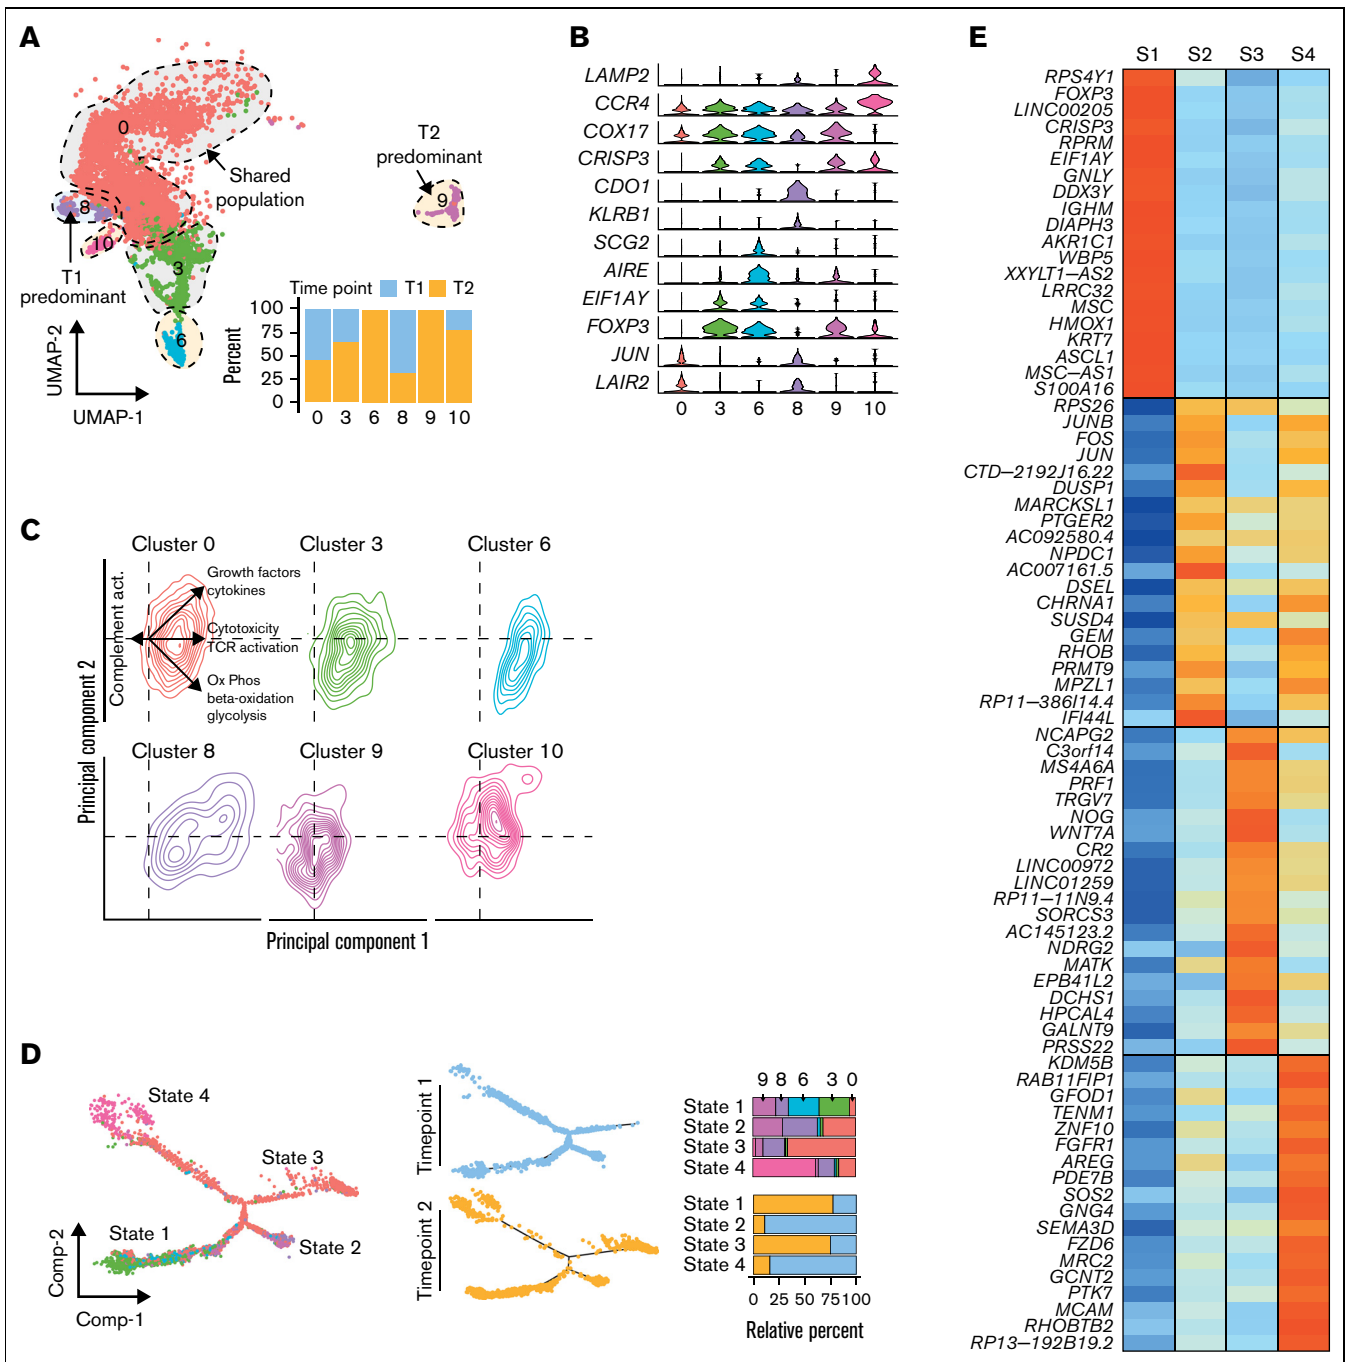 A
0
Shared
population
8
10
T1
predominant
3
6
T2
predominant
9
UMAP-2
UMAP-1
Time point T1 T2
Percent
100
75
50
25
0
0 3 6 8 9 10
B
LAMP2
CCR4
COX17
CRISP3
CDO1
KLRB1
SCG2
AIRE
EIF1AY
FOXP3
JUN
LAIR2
0 3 6 8 9 10
C
Cluster 0 Cluster 3 Cluster 6
Complement act.
Growth factors
cytokines
Cytotoxicity
TCR activation
Ox Phos
beta-oxidation
glycolysis
Principal component 2
Cluster 8 Cluster 9 Cluster 10
Principal component 1
D
State 4
State 3
State 1
State 2
Comp-2
Comp-1
Timepoint 1
Timepoint 2
9 8 6 3 0
State 1
State 2
State 3
State 4
State 1
State 2
State 3
State 4
0 25 50 75 100
Relative percent
E
S1 S2 S3 S4
RPS4Y1
FOXP3
LINC00205
CRISP3
RPRM
EIF1AY
GNLY
DDX3Y
IGHM
DIAPH3
AKR1C1
WBP5
XXYLT1–AS2
LRRC32
MSC
HMOX1
KRT7
ASCL1
MSC–AS1
S100A16
RPS26
JUNB
FOS
JUN
CTD–2192J16.22
DUSP1
MARCKSL1
PTGER2
AC092580.4
NPDC1
AC007161.5
DSEL
CHRNA1
SUSD4
GEM
RHOB
PRMT9
MPZL1
RP11–386I14.4
IFI44L
NCAPG2
C3orf14
MS4A6A
PRF1
TRGV7
NOG
WNT7A
CR2
LINC00972
LINC01259
RP11–11N9.4
SORCS3
AC145123.2
NDRG2
MATK
EPB41L2
DCHS1
HPCAL4
GALNT9
PRSS22
KDM5B
RAB11FIP1
GFOD1
TENM1
ZNF10
FGFR1
AREG
PDE7B
SOS2
GNG4
SEMA3D
FZD6
MRC2
GCNT2
PTK7
MCAM
RHOBTB2
RP13–192B19.2